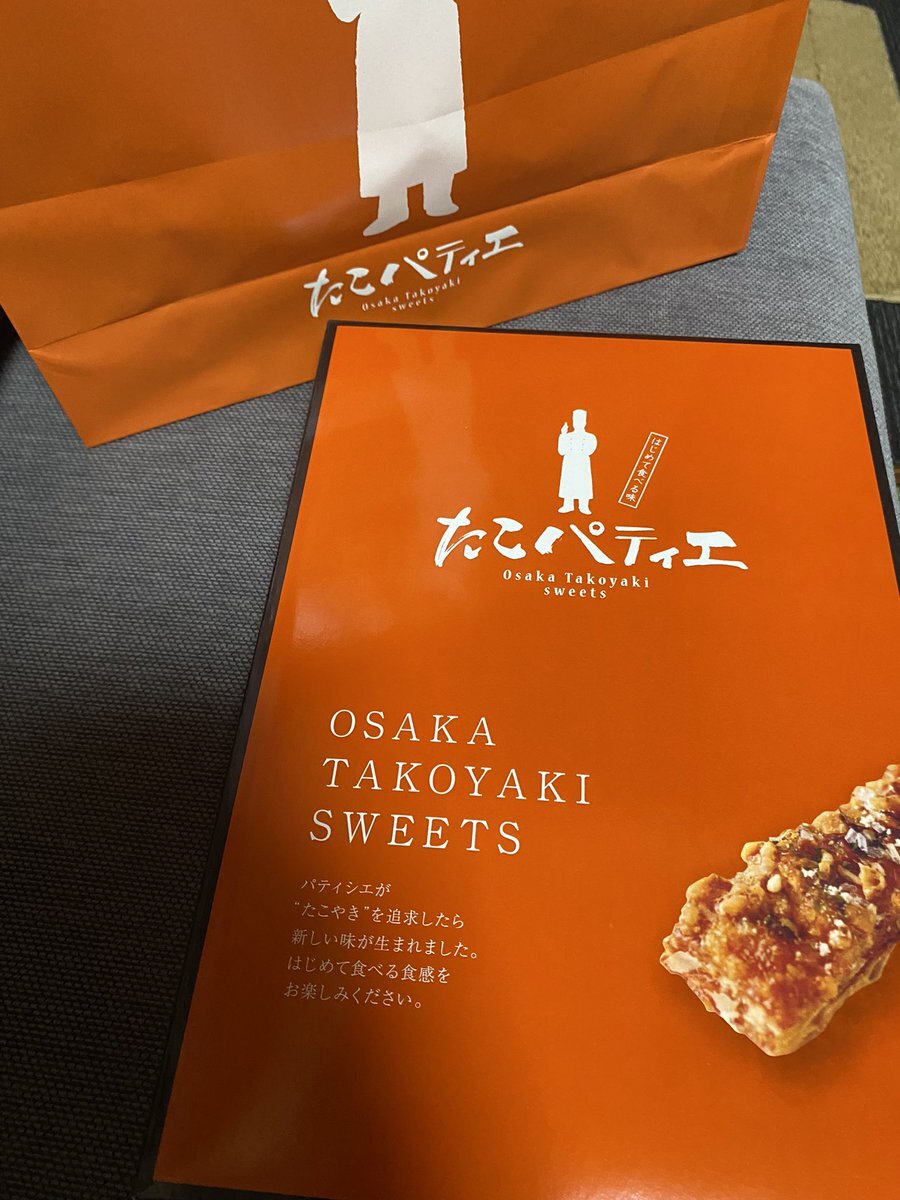 たこパティエ
Osaka Takoyaki
sweets
はじめて食べる味
たこパティエ
Osaka Takoyaki
sweets
OSAKA
TAKOYAKI
SWEETS
パティシエが
“たこやき”を追求したら
新しい味が生まれました。
はじめて食べる食感を
お楽しみください。